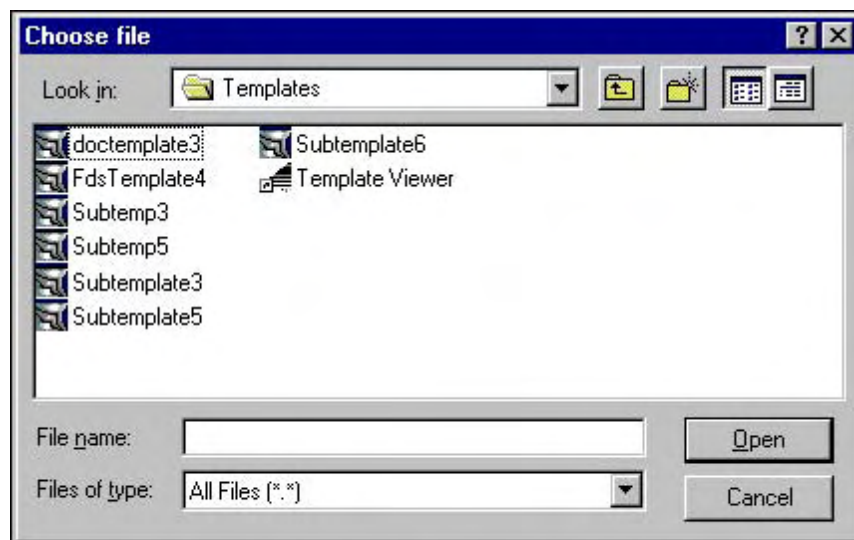 Choose file
Look in: Templates
doctemplate3
FdsTemplate4
Subtemp3
Subtemp5
Subtemplate3
Subtemplate5
Subtemplate6
Template Viewer
File name:
Open
Files of type: All Files (*.*)
Cancel